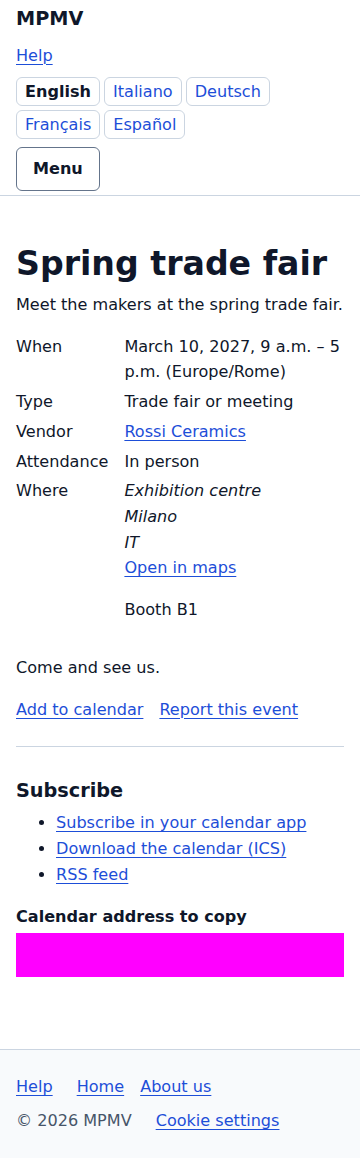 MPMV
Help
English Italiano Deutsch
Français Español
Menu
Spring trade fair
Meet the makers at the spring trade fair.
When March 10, 2027, 9 a.m. – 5
p.m. (Europe/Rome)
Type Trade fair or meeting
Vendor Rossi Ceramics
Attendance In person
Where Exhibition centre
Milano
IT
Open in maps
Booth B1
Come and see us.
Add to calendar Report this event
Subscribe
Subscribe in your calendar app
Download the calendar (ICS)
RSS feed
Calendar address to copy
Help Home About us
© 2026 MPMV Cookie settings